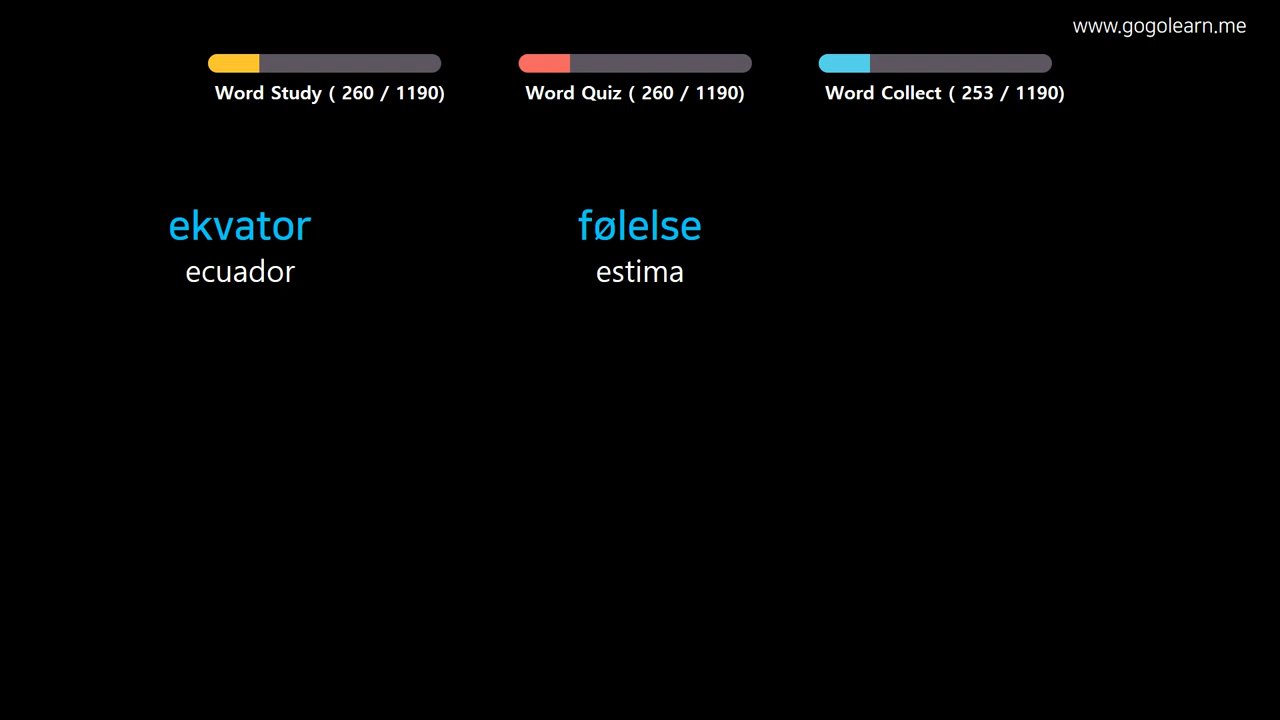 www.gogolearn.me
Word Study ( 260 / 1190)
Word Quiz ( 260 / 1190)
Word Collect ( 253 / 1190)
ekvator
ecuador
følelse
estima